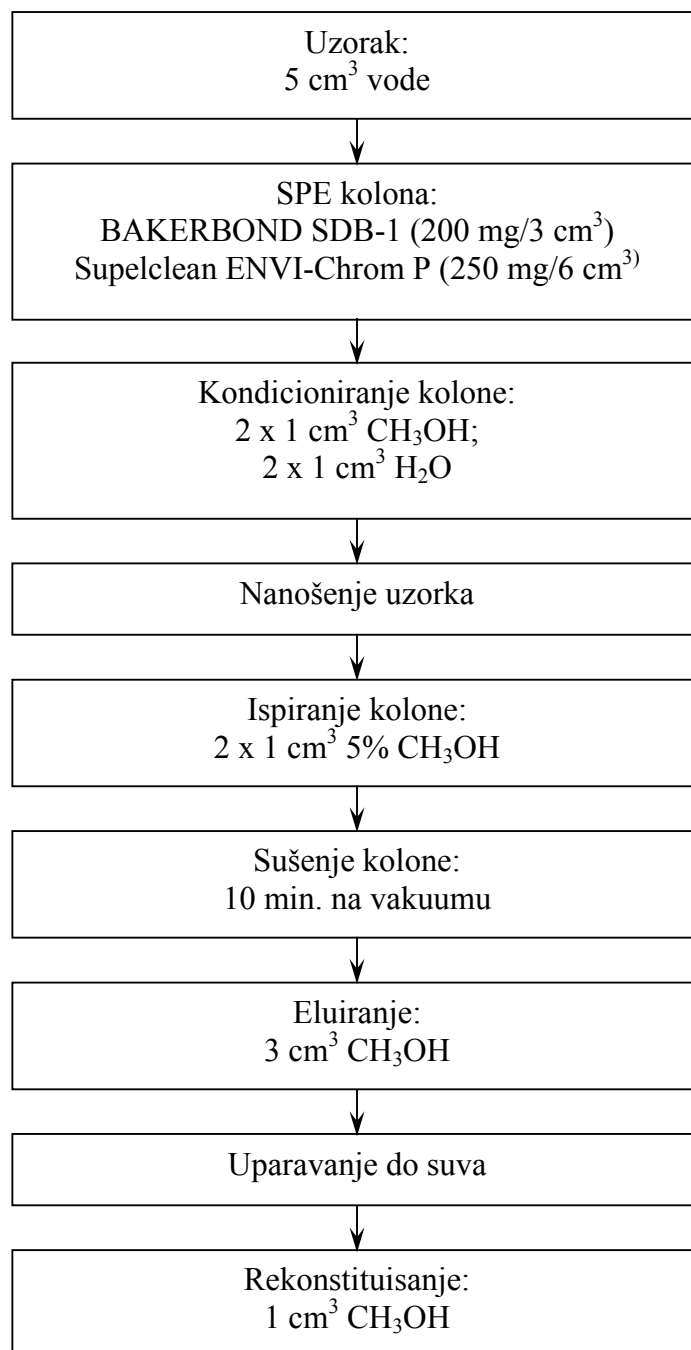 Uzorak:
5 cm³ vode
SPE kolona:
BAKERBOND SDB-1 (200 mg/3 cm³)
Supelclean ENVI-Chrom P (250 mg/6 cm³⁾
Kondicioniranje kolone:
2 x 1 cm³ CH₃OH;
2 x 1 cm³ H₂O
Nanošenje uzorka
Ispiranje kolone:
2 x 1 cm³ 5% CH₃OH
Sušenje kolone:
10 min. na vakuumu
Eluiranje:
3 cm³ CH₃OH
Uparavanje do suva
Rekonstituisanje:
1 cm³ CH₃OH